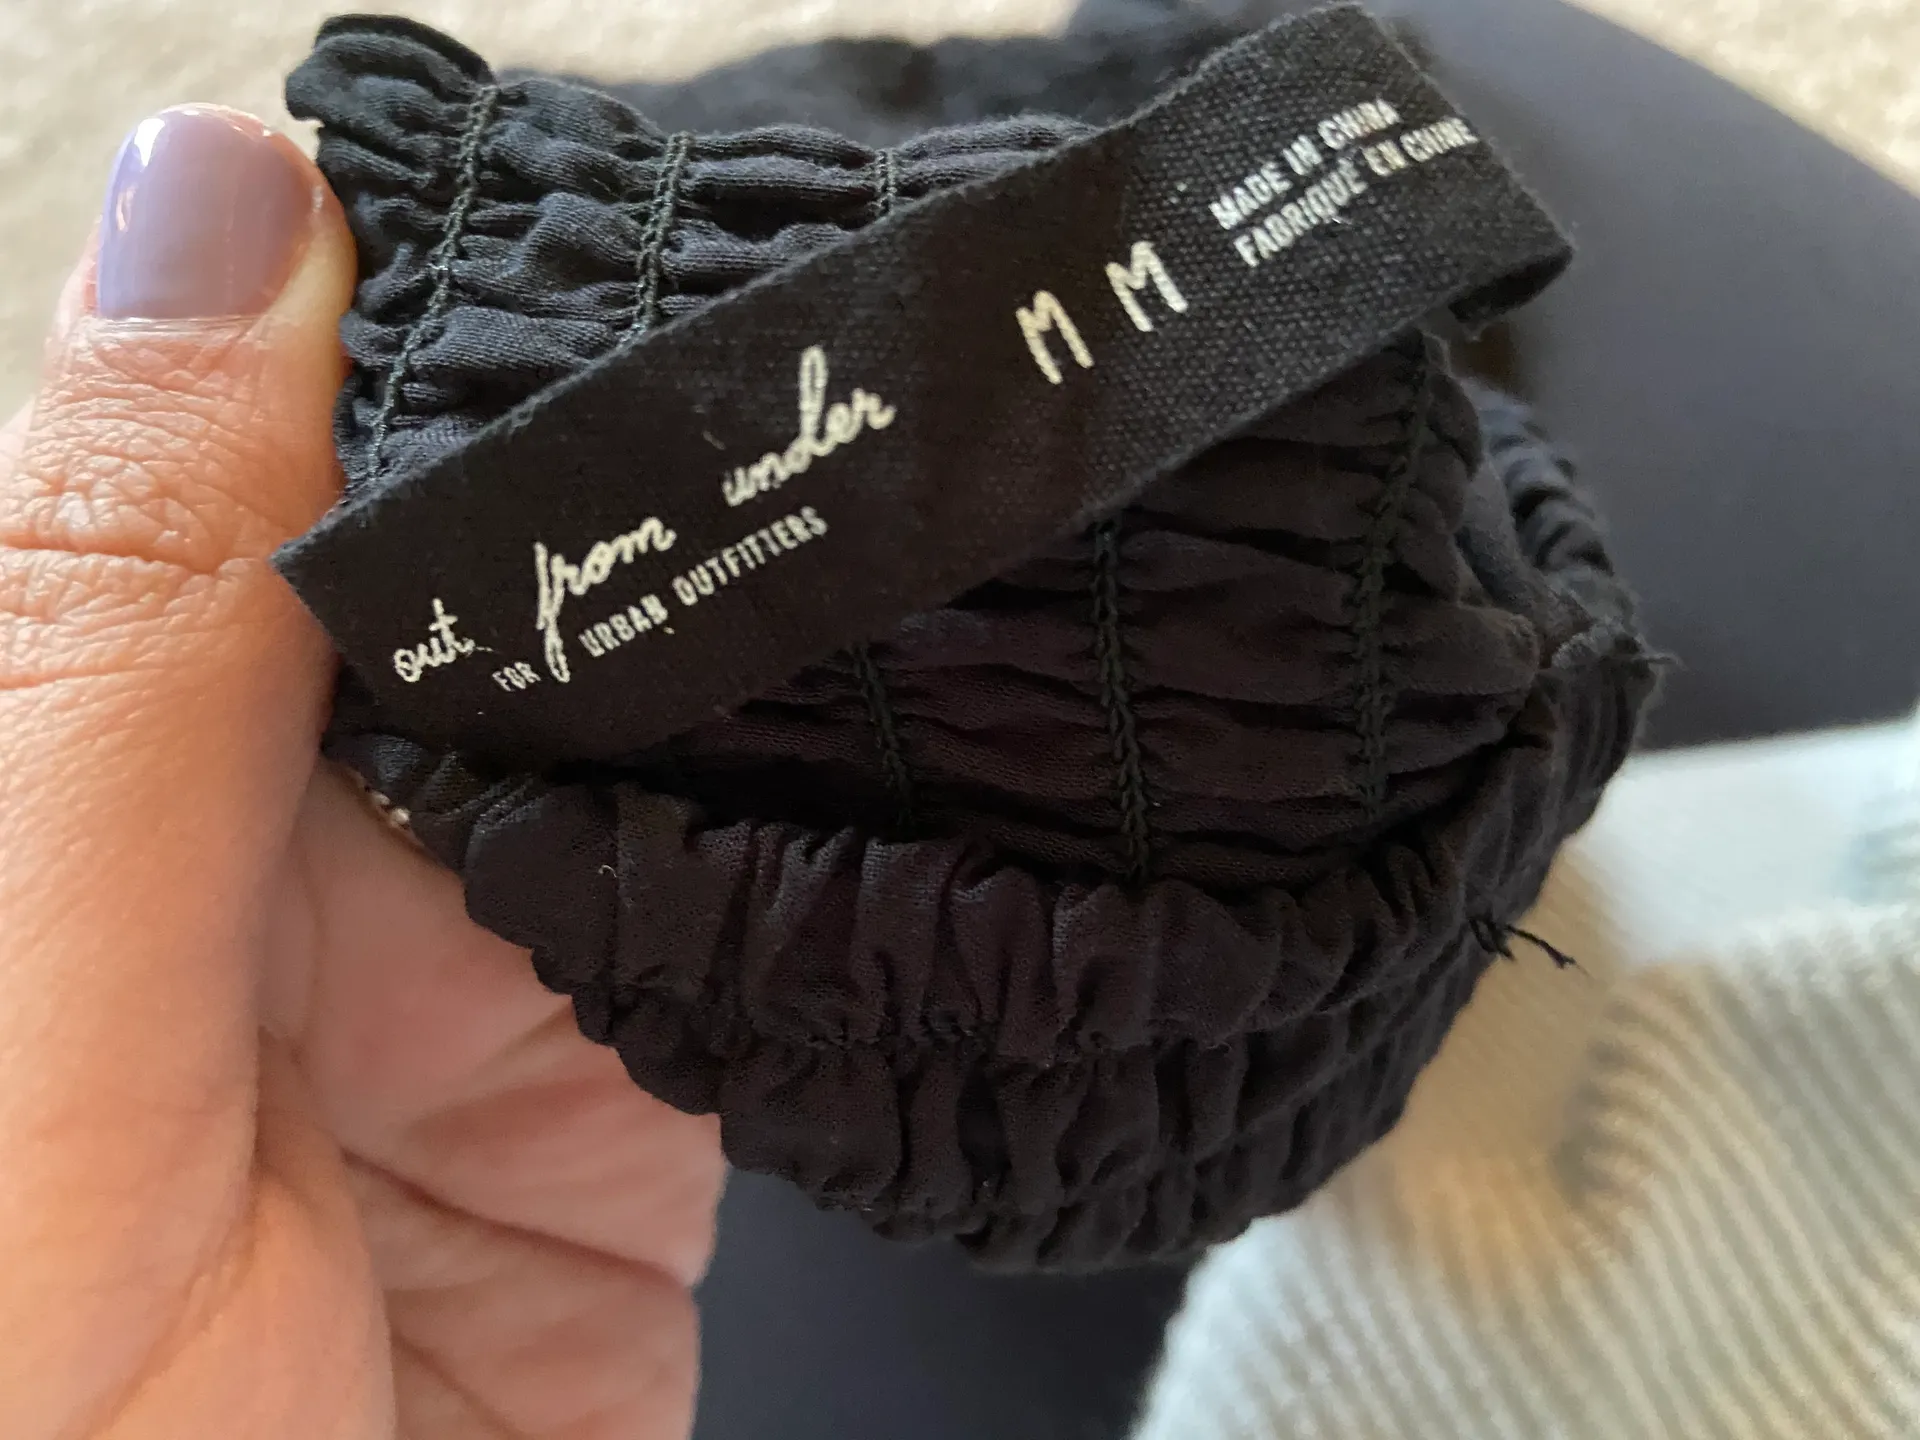 out from under
FOR URBAN OUTFITTERS
M M
MADE IN CHINA
FABRIQUÉ EN CHINE